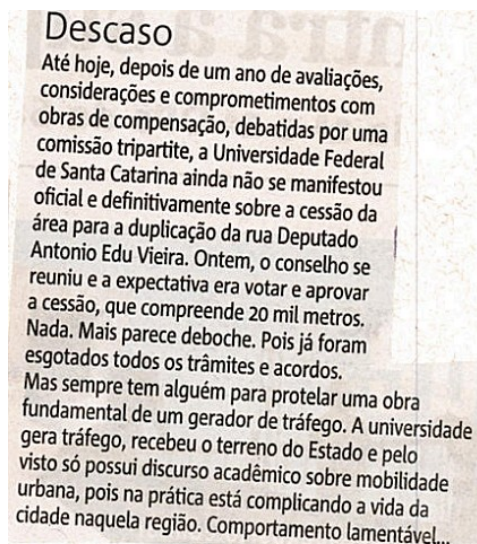 Descaso
Até hoje, depois de um ano de avaliações,
considerações e comprometimentos com
obras de compensação, debatidas por uma
comissão tripartite, a Universidade Federal
de Santa Catarina ainda não se manifestou
oficial e definitivamente sobre a cessão da
área para a duplicação da rua Deputado
Antonio Edu Vieira. Ontem, o conselho se
reuniu e a expectativa era votar e aprovar
a cessão, que compreende 20 mil metros.
Nada. Mais parece deboche. Pois já foram
esgotados todos os trâmites e acordos.
Mas sempre tem alguém para protelar uma obra
fundamental de um gerador de tráfego. A universidade
gera tráfego, recebeu o terreno do Estado e pelo
visto só possui discurso acadêmico sobre mobilidade
urbana, pois na prática está complicando a vida da
cidade naquela região. Comportamento lamentável...